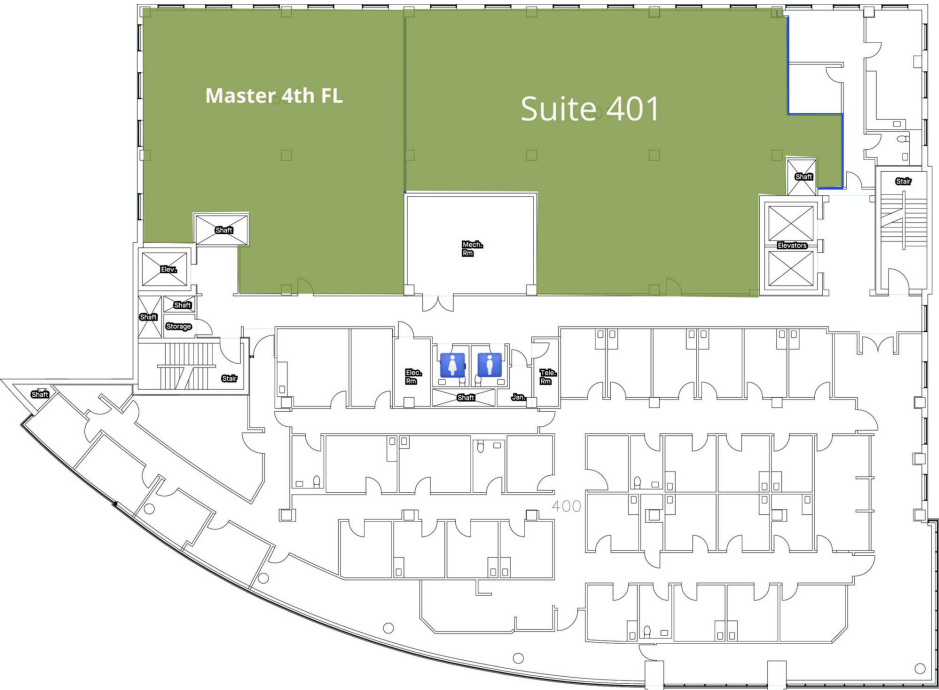 Master 4th FL
Suite 401
Shaft
Stair
Shaft
Mech.
Rm
Elevators
Elev.
Shaft
Shaft
Storage
Stair
Elec.
Rm
Tele.
Rm
Shaft
Shaft
Jan.
400